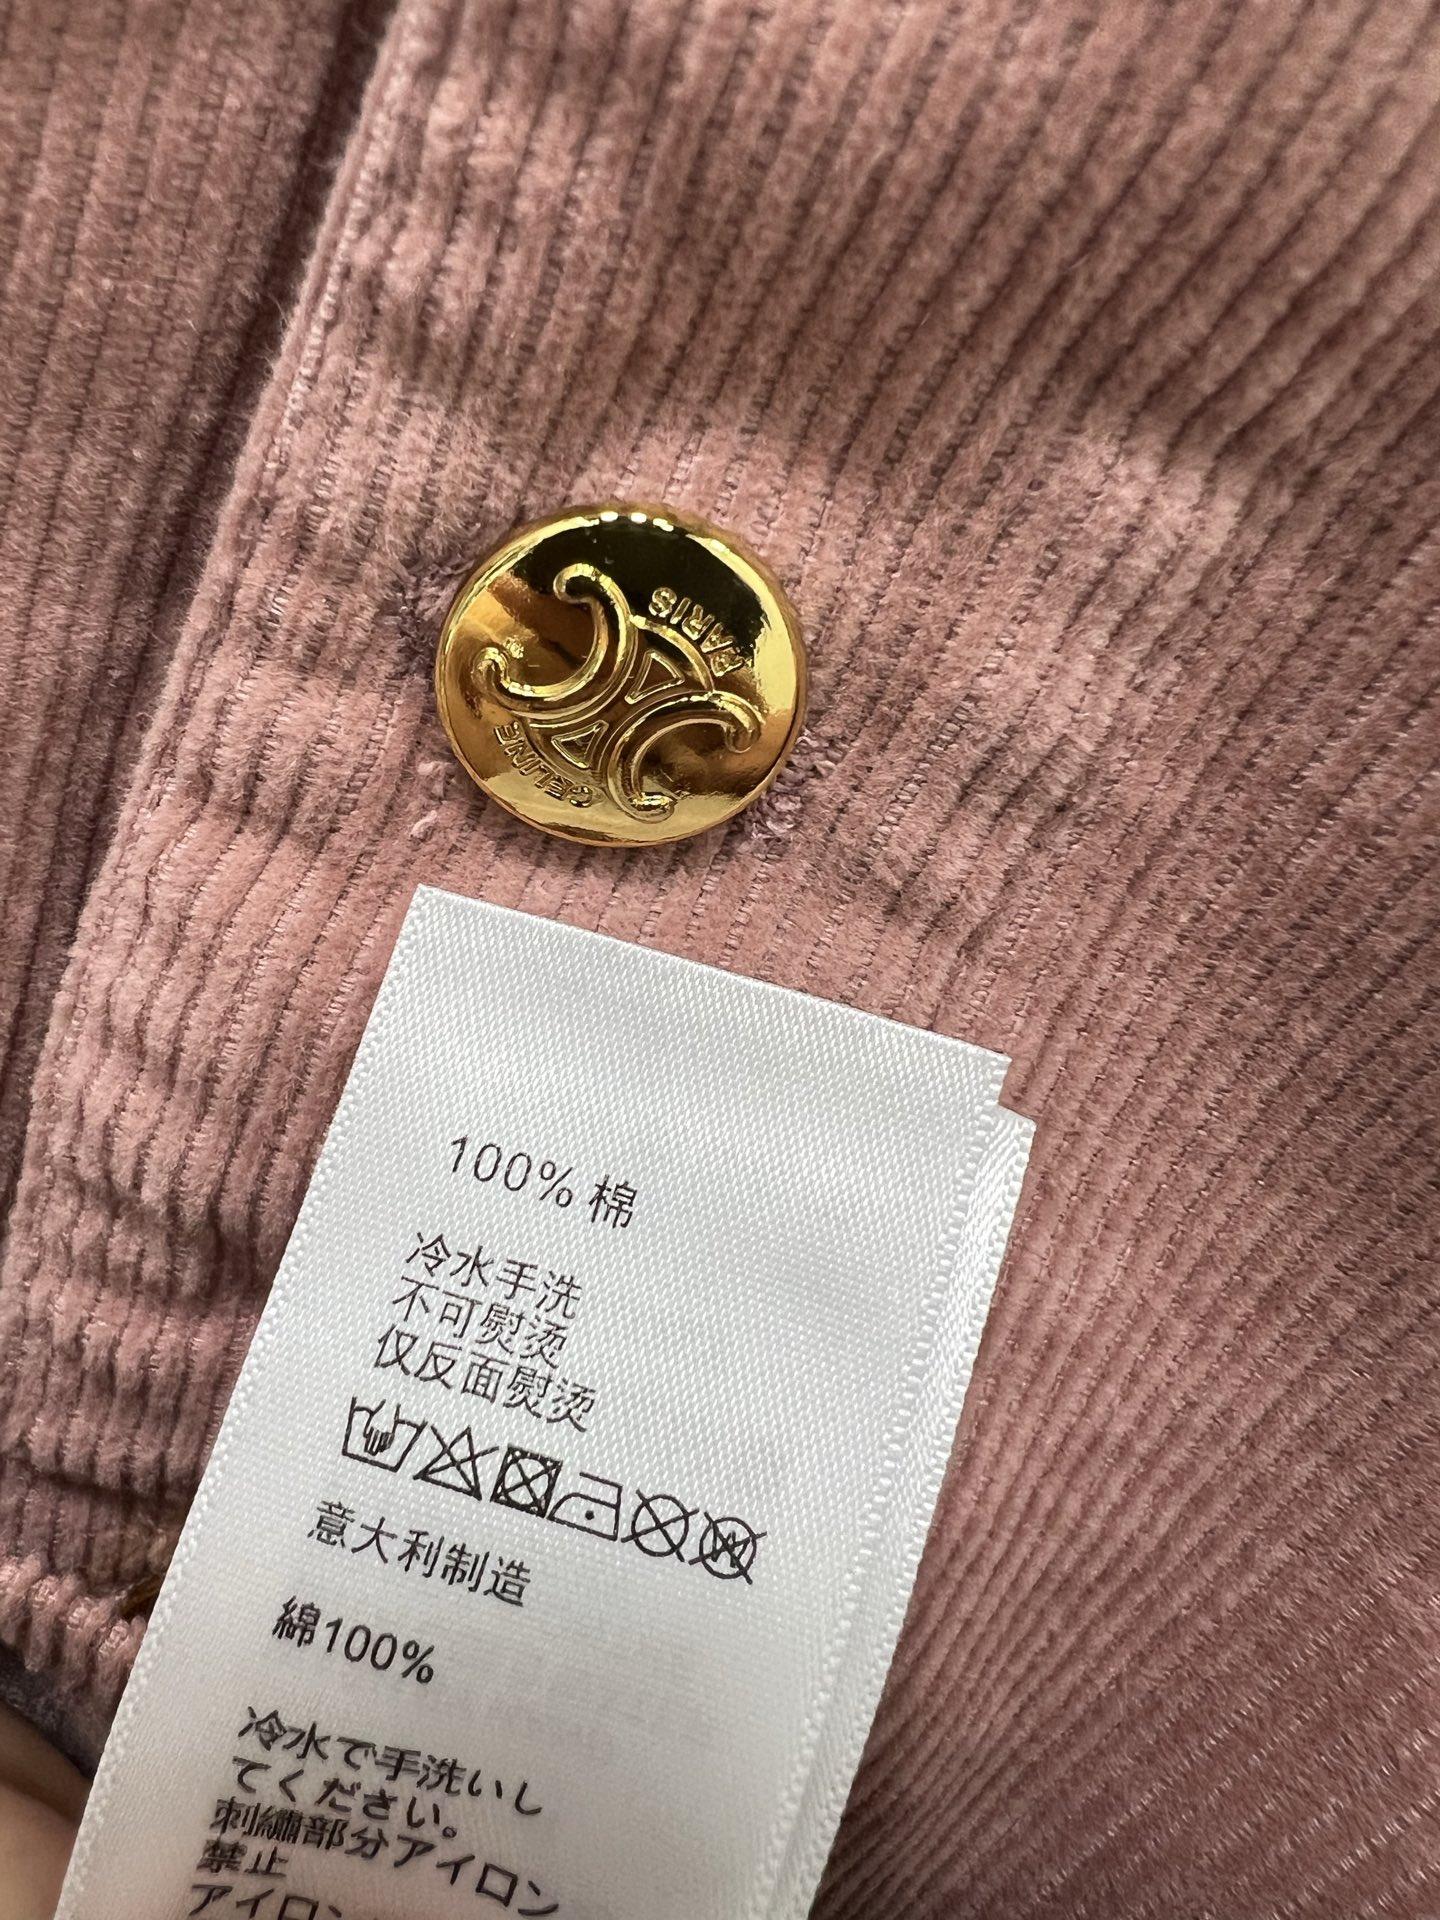 CELINE
PARIS
100% 棉
冷水手洗
不可熨烫
仅反面熨烫
意大利制造
綿100%
冷水で手洗いし
てください。
刺繍部分アイロン
禁止
アイロン